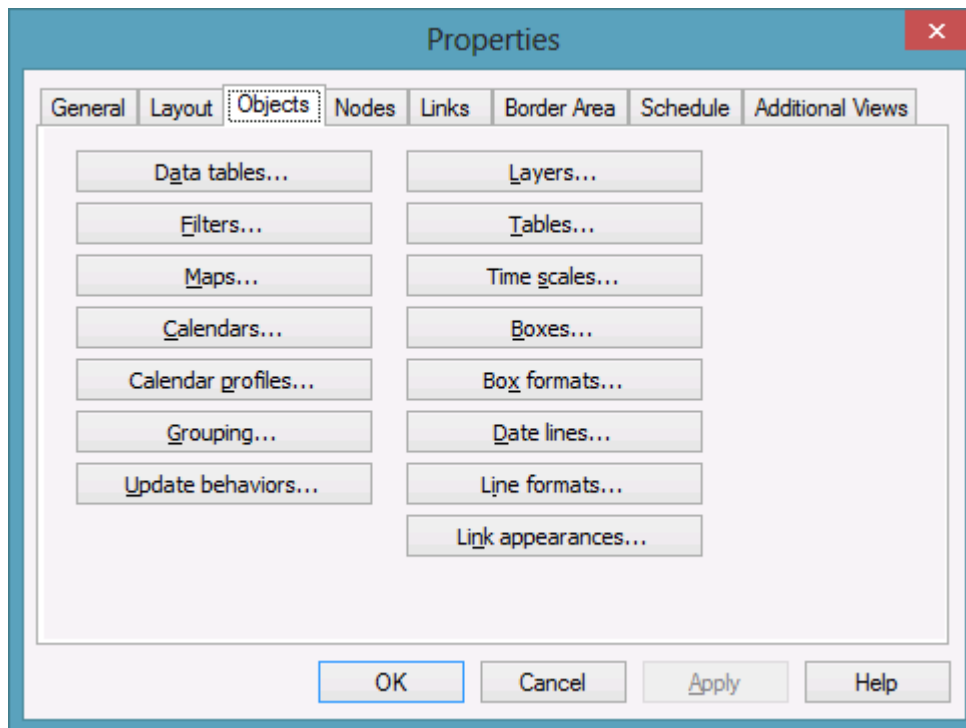 Properties
General Layout Objects Nodes Links Border Area Schedule Additional Views
Data tables... Layers...
Filters... Tables...
Maps... Time scales...
Calendars... Boxes...
Calendar profiles... Box formats...
Grouping... Date lines...
Update behaviors... Line formats...
Link appearances...
OK Cancel Apply Help